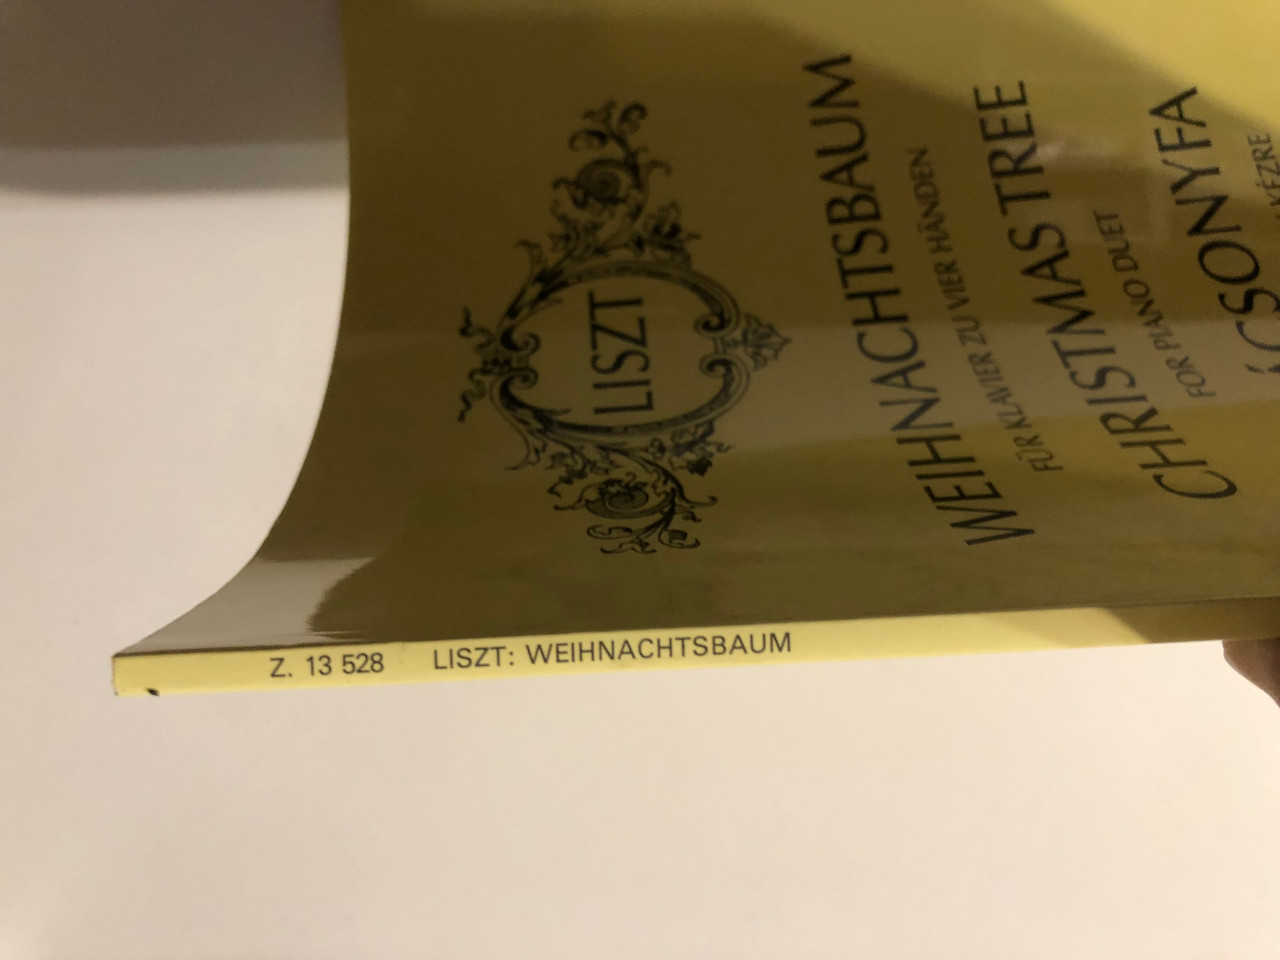 LISZT
WEIHNACHTSBAUM
FÜR KLAVIER ZU VIER HÄNDEN
CHRISTMAS TREE
FOR PIANO DUET
Z. 13 528 LISZT: WEIHNACHTSBAUM